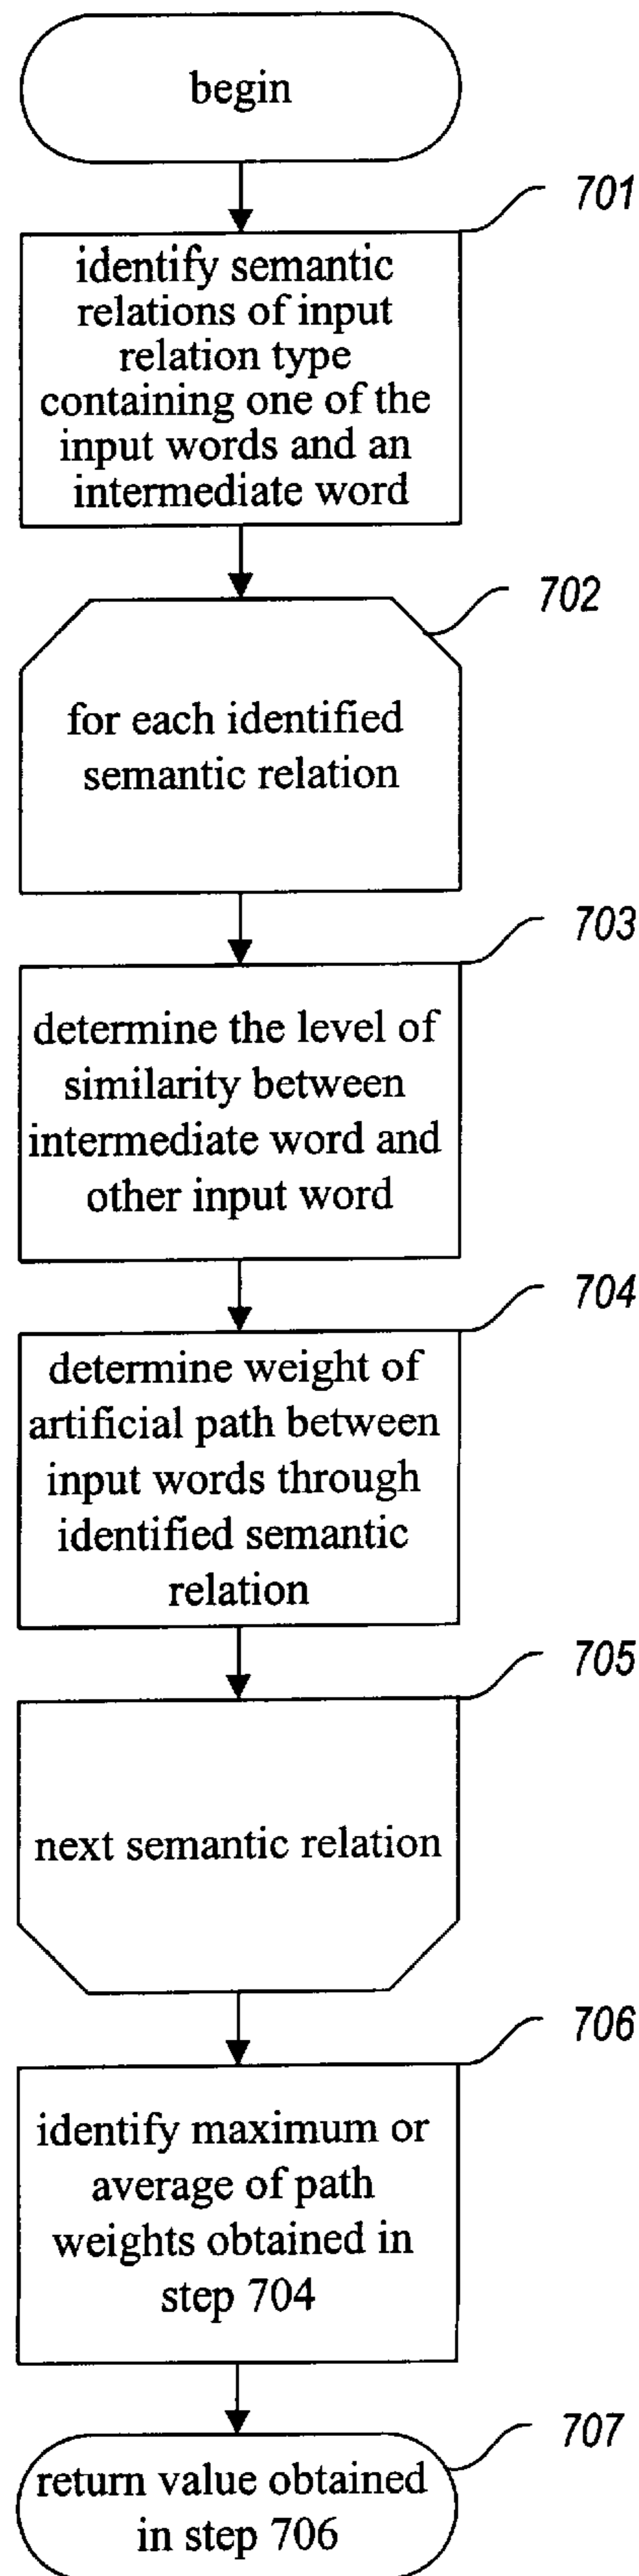 begin
701
identify semantic
relations of input
relation type
containing one of the
input words and an
intermediate word
702
for each identified
semantic relation
703
determine the level of
similarity between
intermediate word and
other input word
704
determine weight of
artificial path between
input words through
identified semantic
relation
705
next semantic relation
706
identify maximum or
average of path
weights obtained in
step 704
707
return value obtained
in step 706